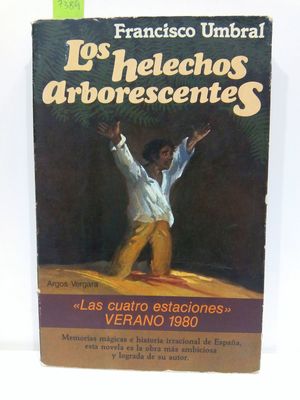 7389
Francisco Umbral
Los
helechos
arborescentes
Argos Vergara
«Las cuatro estaciones»
VERANO 1980
Memorias mágicas e historia irracional de España,
esta novela es la obra más ambiciosa
y lograda de su autor.